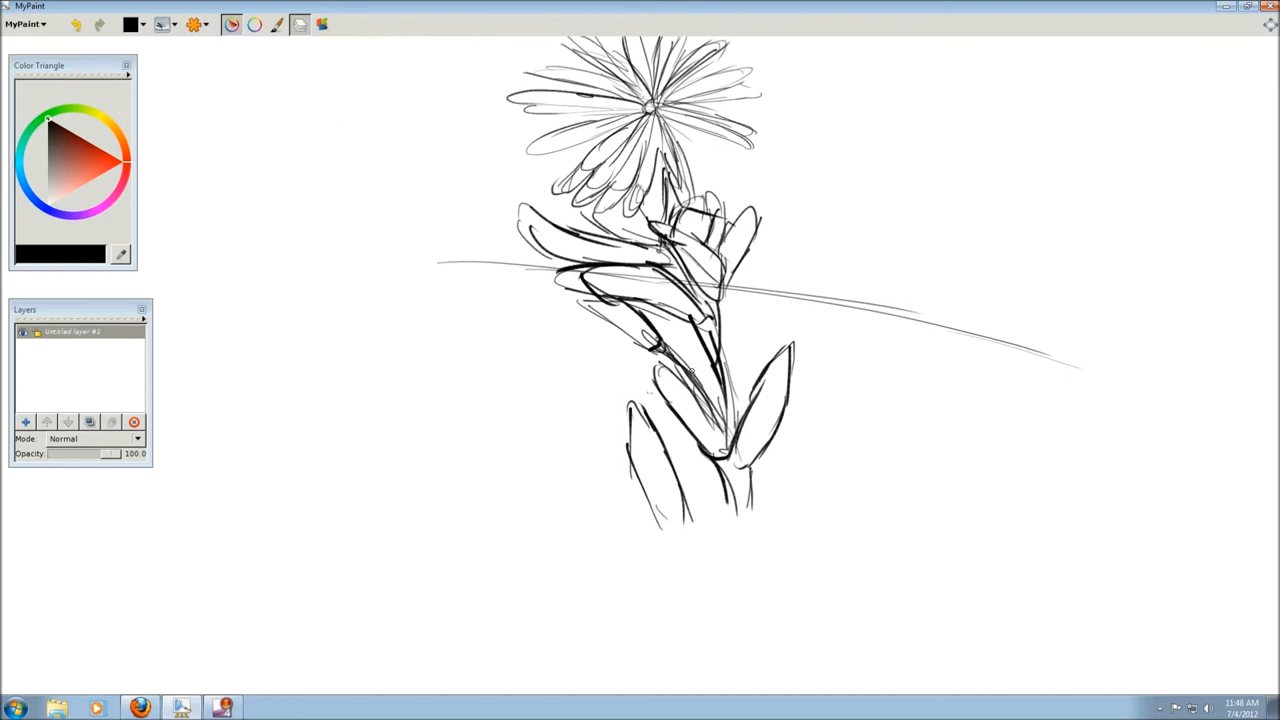 MyPaint
MyPaint
Color Triangle
Layers
Untitled layer #1
Mode: Normal
Opacity: 100.0
11:48 AM
7/4/2012